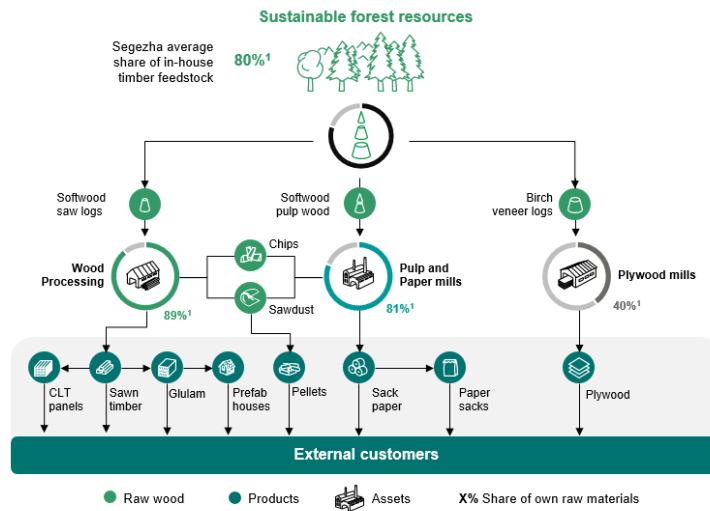 Sustainable forest resources
Segezha average
share of in-house
timber feedstock
80%¹
Softwood
saw logs
Softwood
pulp wood
Birch
veneer logs
Wood
Processing
89%¹
Chips
Sawdust
Pulp and
Paper mills
81%¹
Plywood mills
40%¹
CLT
panels
Sawn
timber
Glulam
Prefab
houses
Pellets
Sack
paper
Paper
sacks
Plywood
External customers
Raw wood
Products
Assets
X% Share of own raw materials